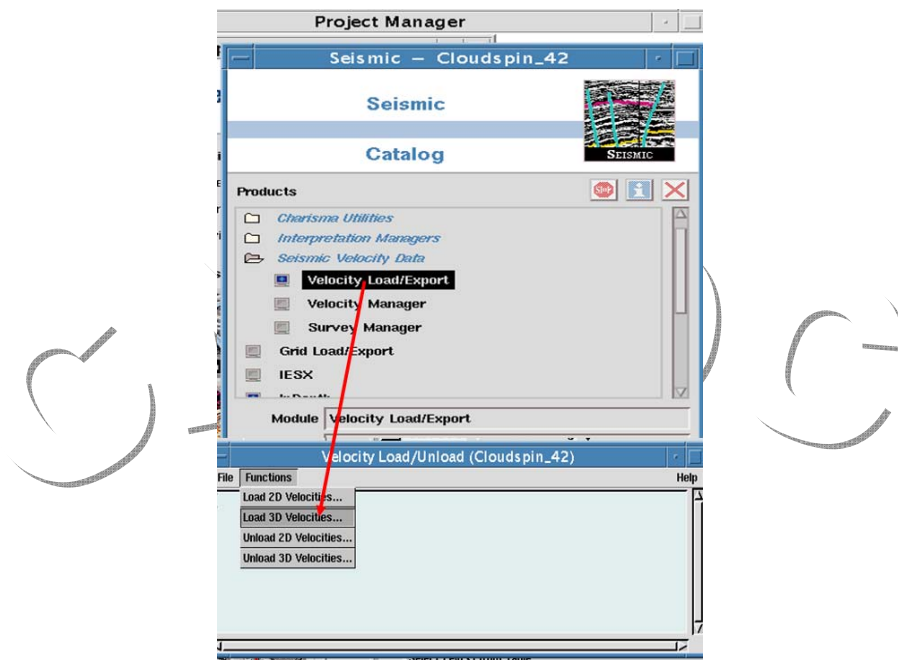 Project Manager
Seismic – Cloudspin_42
Seismic
Catalog
SEISMIC
Products
Stop
Charisma Utilities
Interpretation Managers
Seismic Velocity Data
Velocity Load/Export
Velocity Manager
Survey Manager
Grid Load/Export
IESX
InDepth
Module Velocity Load/Export
Velocity Load/Unload (Cloudspin_42)
File Functions Help
Load 2D Velocities...
Load 3D Velocities...
Unload 2D Velocities...
Unload 3D Velocities...